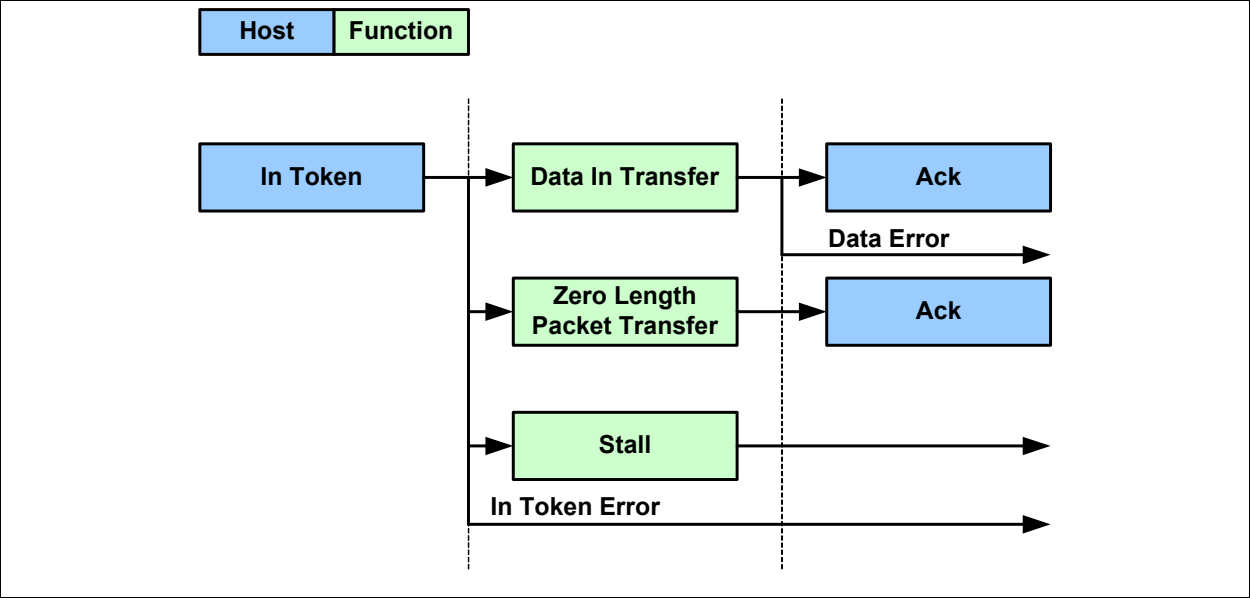 Host Function
In Token
Data In Transfer
Ack
Data Error
Zero Length
Packet Transfer
Ack
Stall
In Token Error